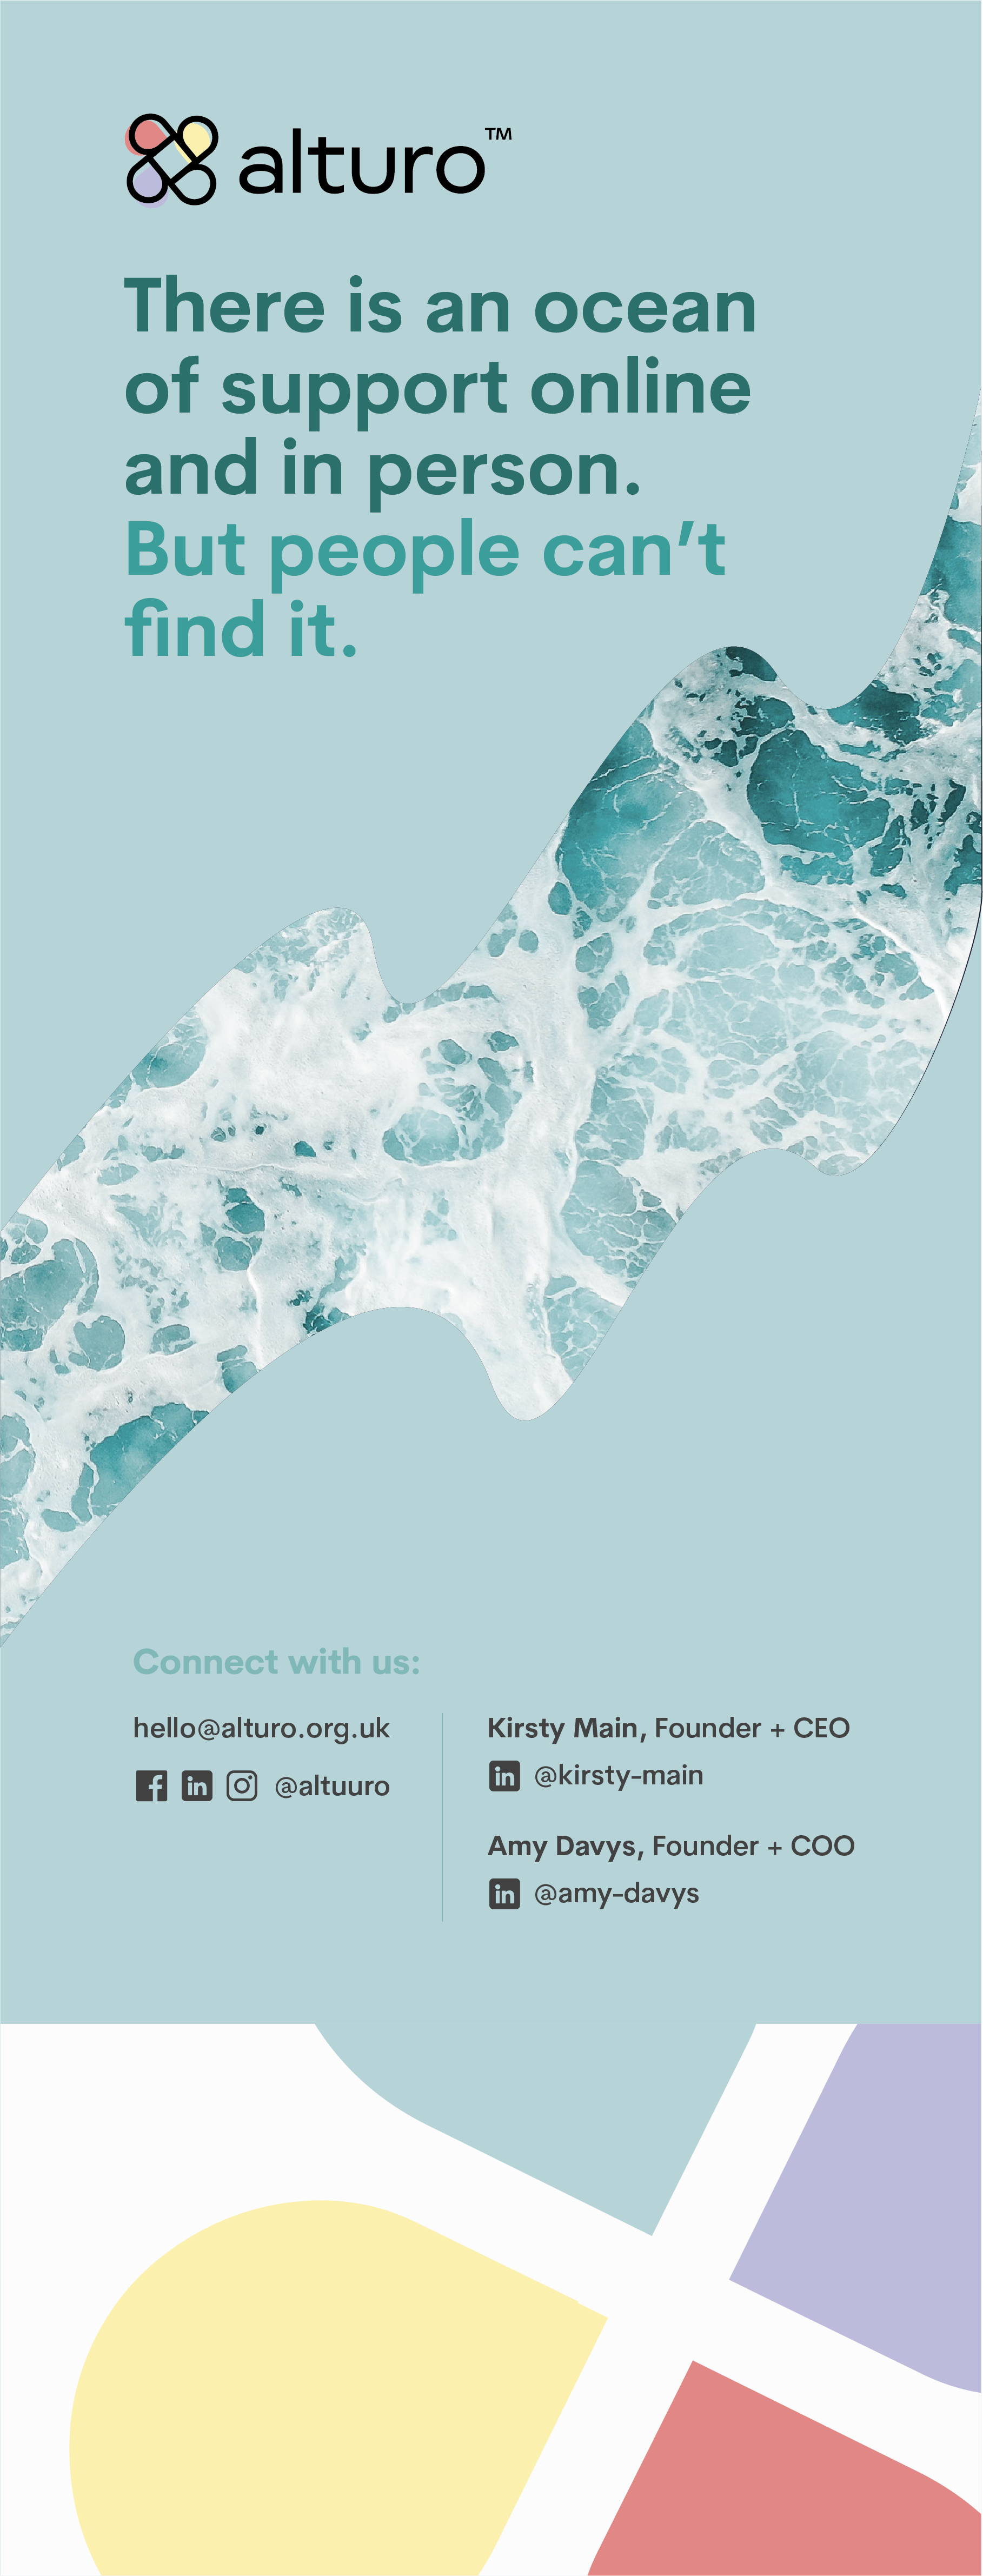 alturo™
There is an ocean
of support online
and in person.
But people can’t
find it.
Connect with us:
hello@alturo.org.uk
@altuuro
Kirsty Main, Founder + CEO
@kirsty-main
Amy Davys, Founder + COO
@amy-davys